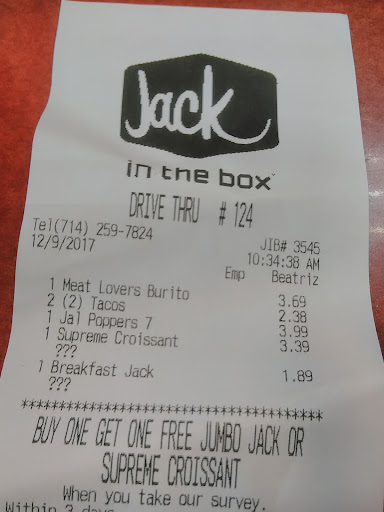 Jack
in the box
DRIVE THRU # 124
Tel(714) 259-7824 JIB# 3545
12/9/2017 10:34:38 AM
Emp Beatriz
1 Meat Lovers Burito 3.69
2 (2) Tacos 2.38
1 Jal Poppers 7 3.99
1 Supreme Croissant 3.39
???
1 Breakfast Jack 1.89
???
****************************************
BUY ONE GET ONE FREE JUMBO JACK OR
SUPREME CROISSANT
When you take our survey.
Within 3 days